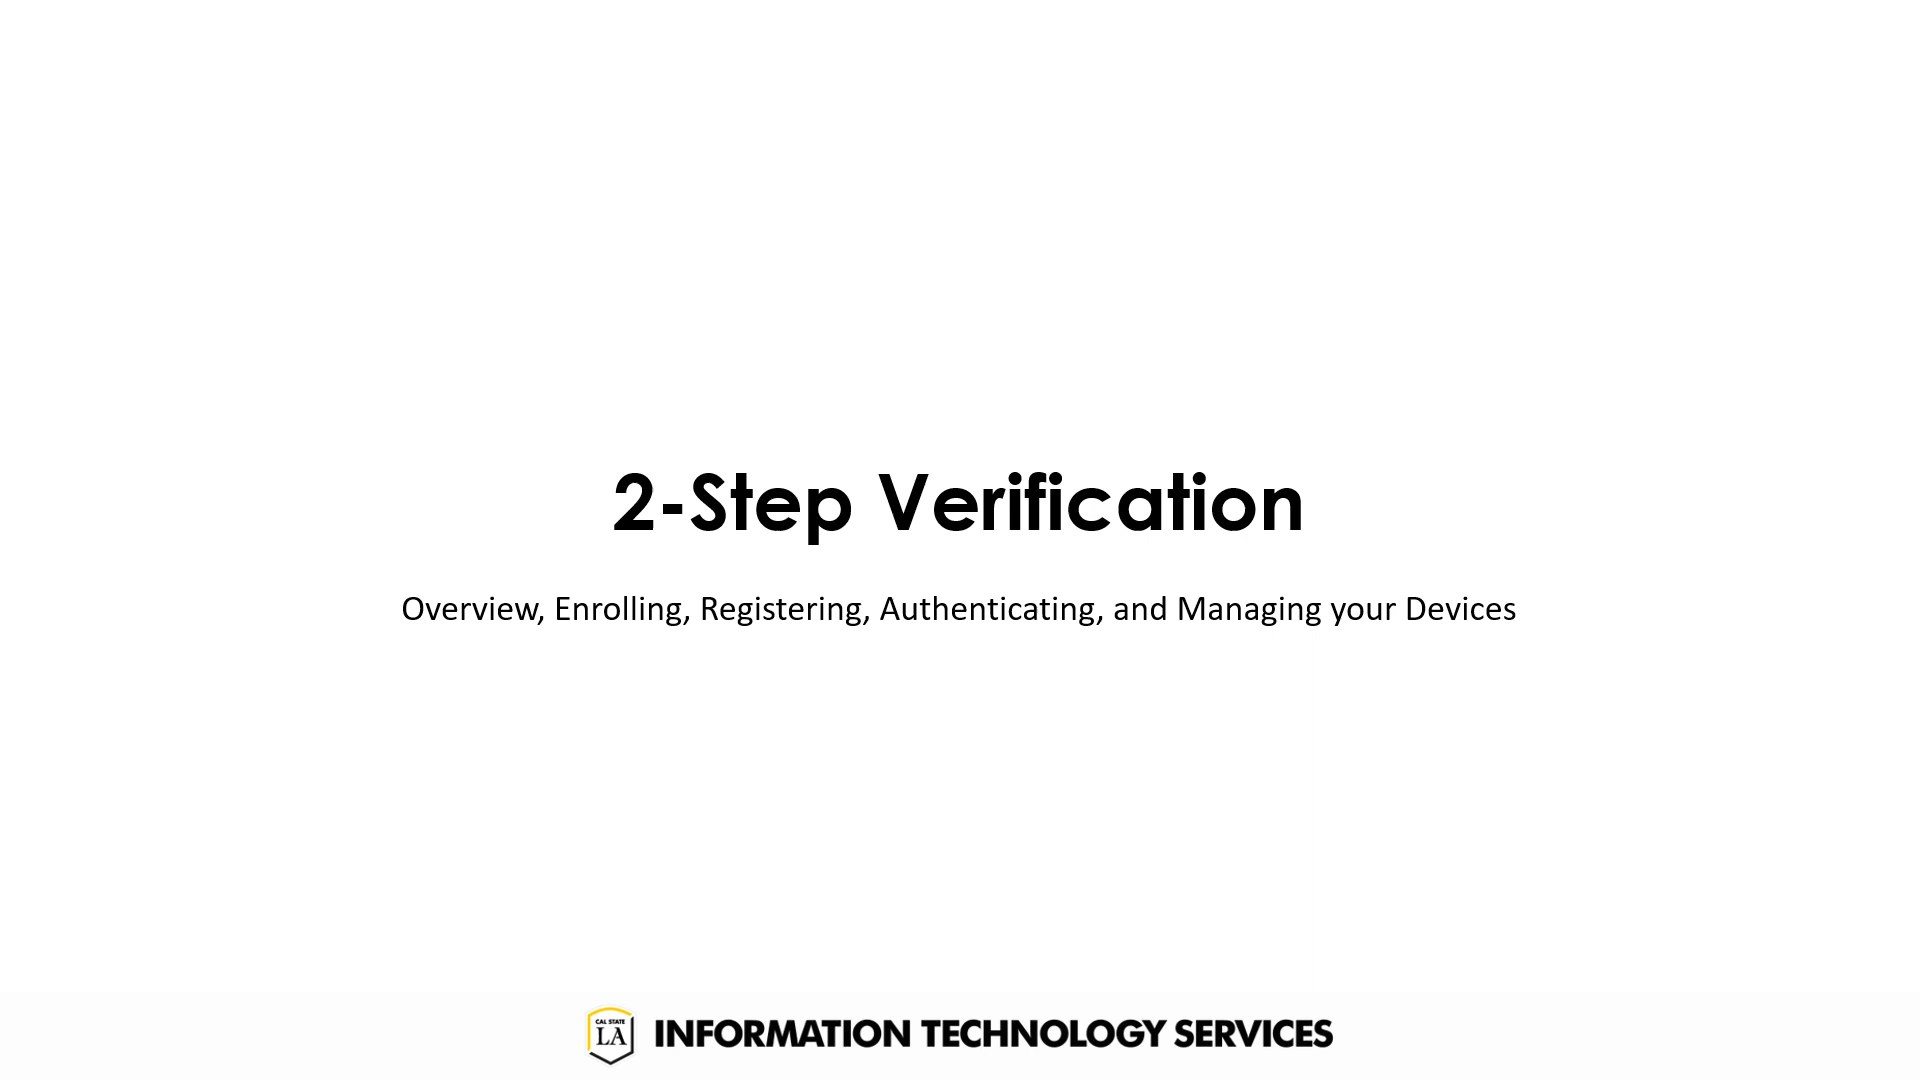 2-Step Verification
Overview, Enrolling, Registering, Authenticating, and Managing your Devices
CAL STATE
LA
INFORMATION TECHNOLOGY SERVICES